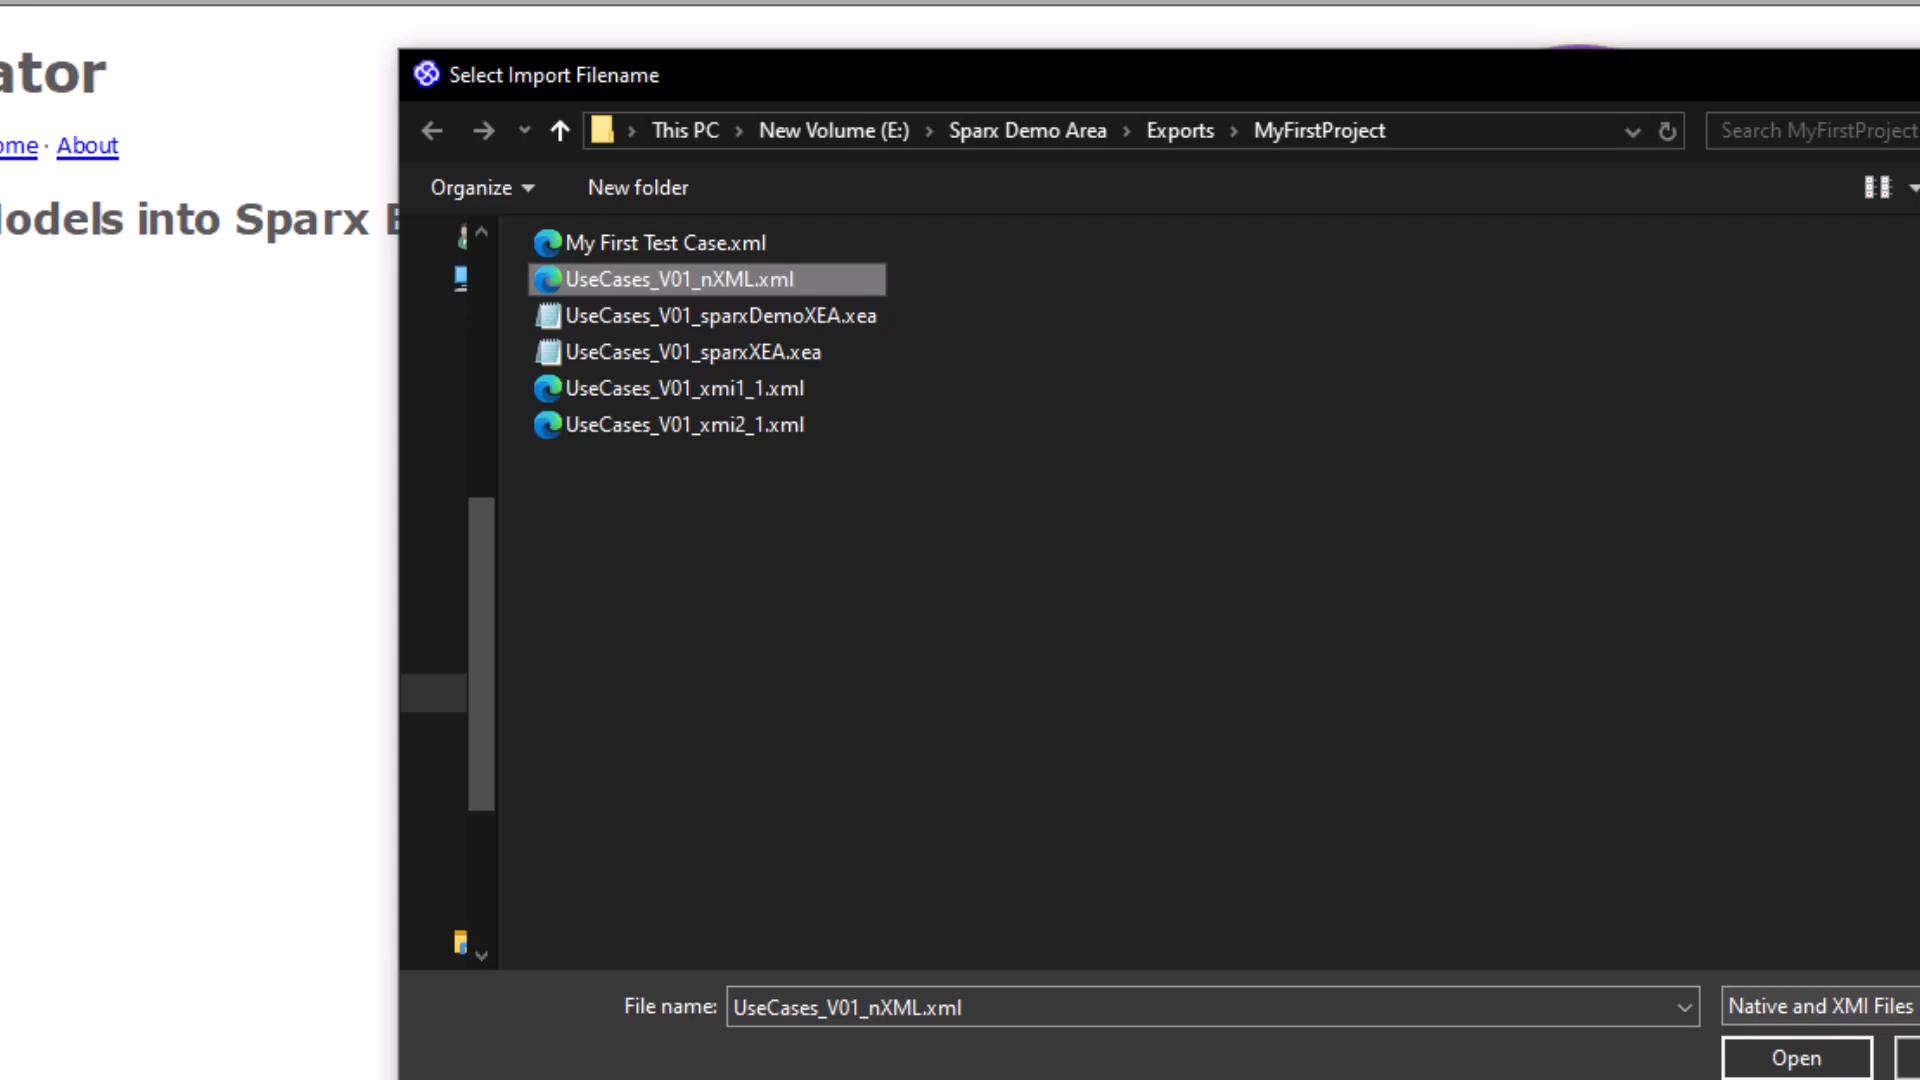 ator
ome · About
odels into Sparx
Select Import Filename
This PC > New Volume (E:) > Sparx Demo Area > Exports > MyFirstProject
Search MyFirstProject
Organize
New folder
My First Test Case.xml
UseCases_V01_nXML.xml
UseCases_V01_sparxDemoXEA.xea
UseCases_V01_sparxXEA.xea
UseCases_V01_xmi1_1.xml
UseCases_V01_xmi2_1.xml
File name: UseCases_V01_nXML.xml
Native and XMI Files
Open